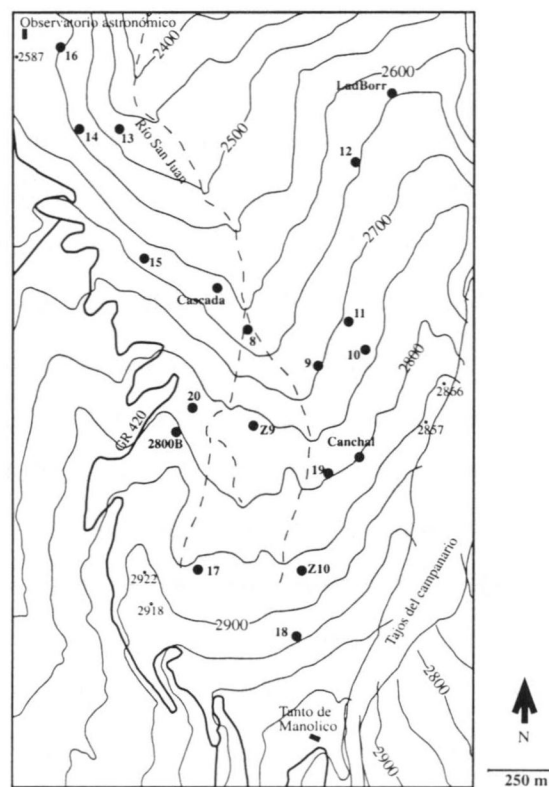 Observatorio astronómico
2587
16
2400
2600
LadBorr
14
13
Río San Juan
2500
12
2700
15
Cascada
8
11
9
10
2800
2866
20
GR 420
Z9
2857
2800B
Canchal
19
17
Z10
2922
2918
2900
18
Tajos del campanario
2800
Tanto de
Manolico
2900
N
250 m